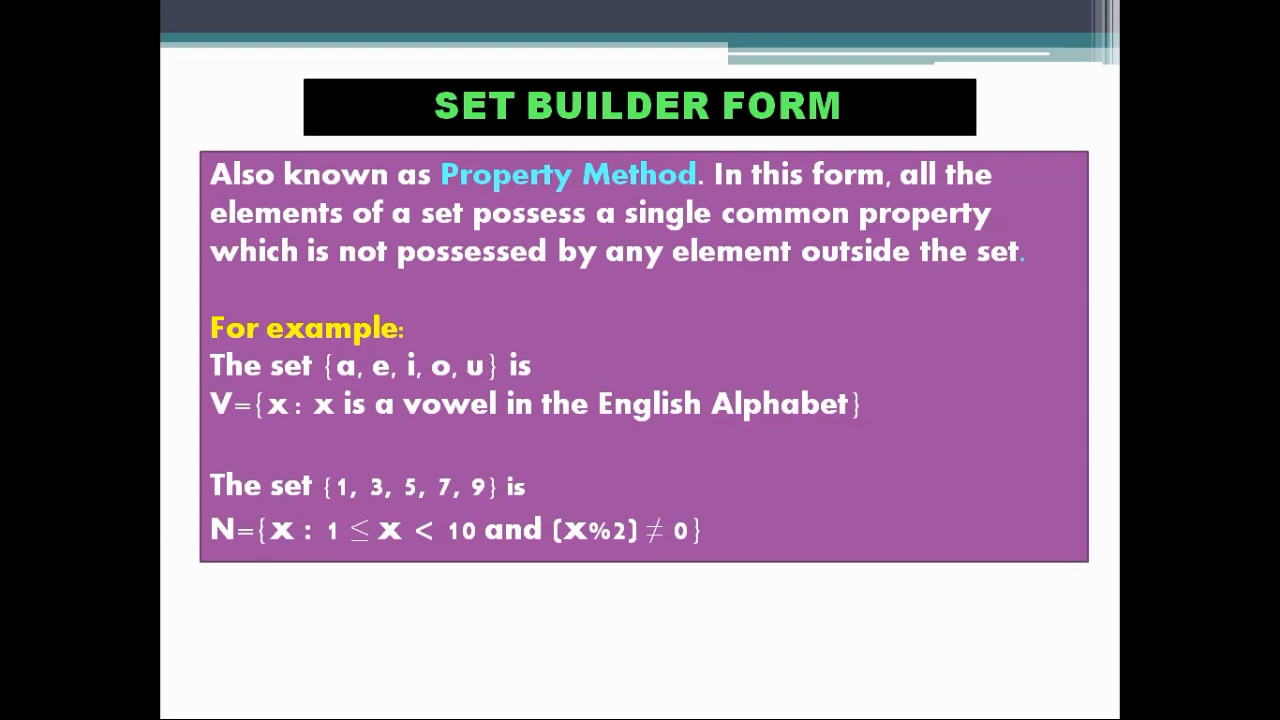 SET BUILDER FORM
Also known as Property Method. In this form, all the
elements of a set possess a single common property
which is not possessed by any element outside the set.
For example:
The set {a, e, i, o, u} is
V={x : x is a vowel in the English Alphabet}
The set {1, 3, 5, 7, 9} is
N={x : 1 ≤ x < 10 and (x%2) ≠ 0}